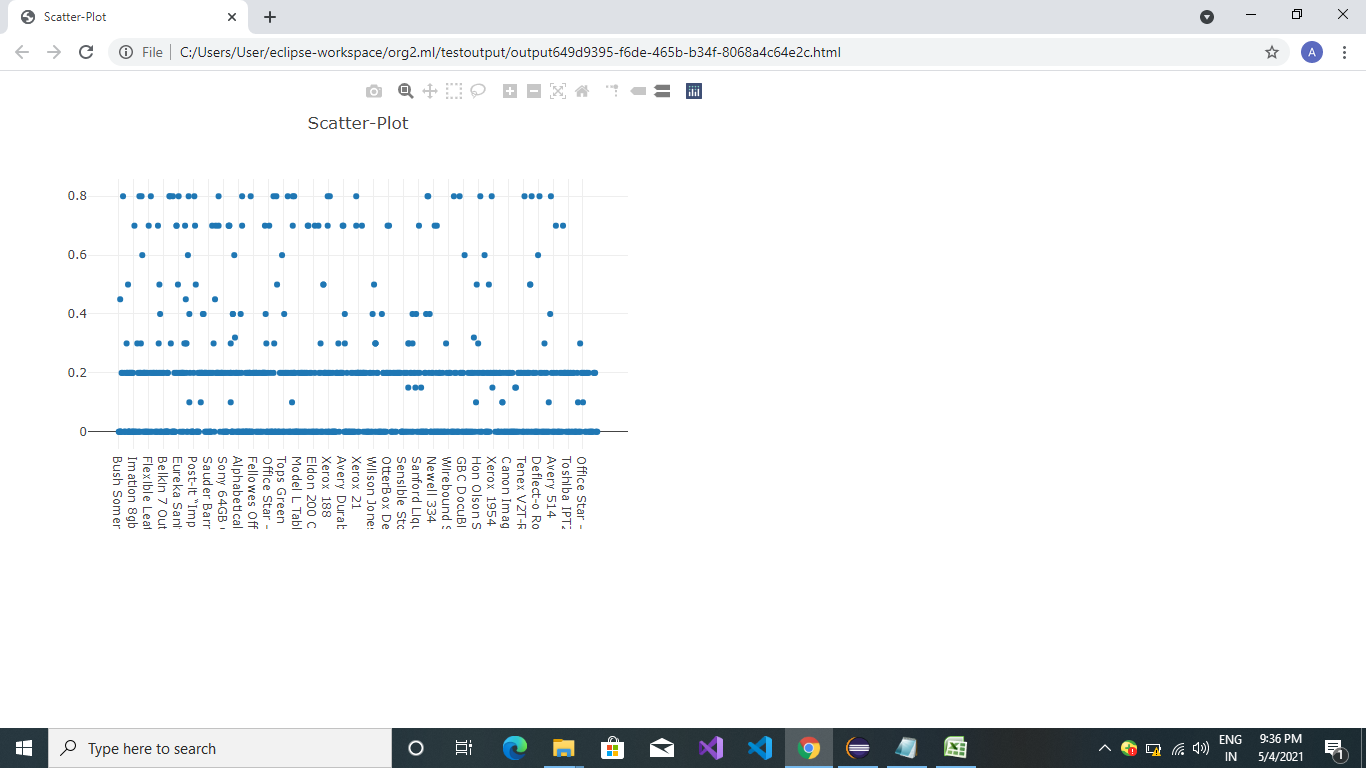 Scatter-Plot
File
C:/Users/User/eclipse-workspace/org2.ml/testoutput/output649d9395-f6de-465b-b34f-8068a4c64e2c.html
A
Scatter-Plot
0.8
0.6
0.4
0.2
0
Bush Somer
Imation 8gb
Flexible Leaf
Belkin 7 Out
Eureka Sani
Post-it “Imp
Sauder Barr
Sony 64GB
Alphabetical
Fellowes Off
Office Star -
Tops Green
Model L Tabl
Eldon 200 C
Xerox 188
Avery Durab
Xerox 21
Wilson Jones
OtterBox De
Sensible Sto
Sanford Liqu
Newell 334
Wirebound S
GBC DocuBi
Hon Olson S
Xerox 1954
Canon Imag
Tenex V2T-R
Deflect-o Ro
Avery 514
Toshiba IPT2
Office Star -
Type here to search
ENG
IN
9:36 PM
5/4/2021
1